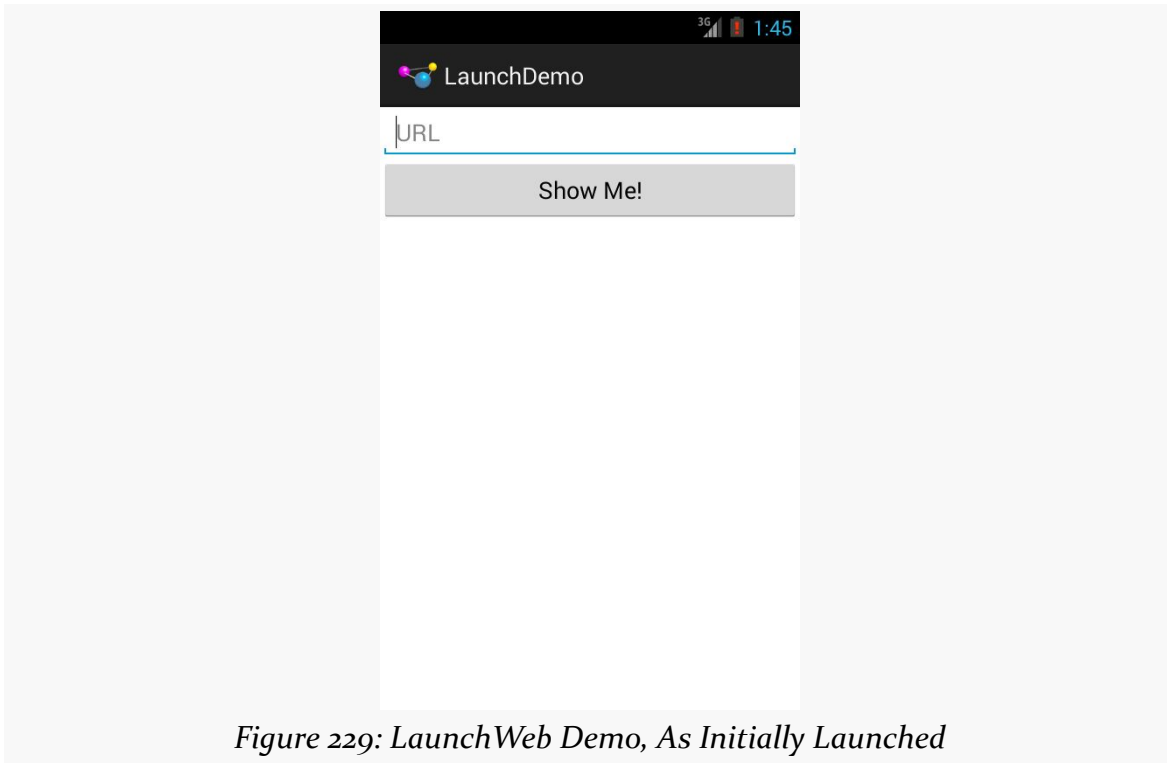 3G 1:45
LaunchDemo
URL
Show Me!
Figure 229: LaunchWeb Demo, As Initially Launched